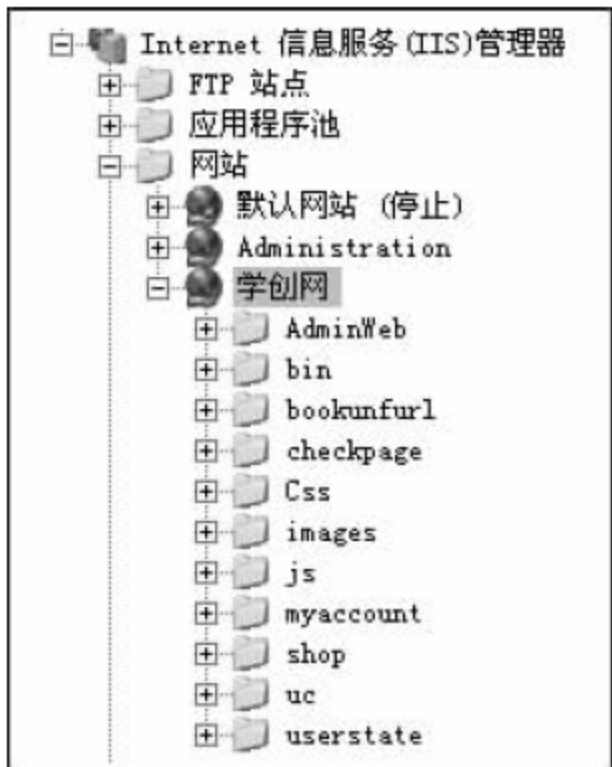 Internet 信息服务(IIS)管理器
FTP 站点
应用程序池
网站
默认网站 (停止)
Administration
学创网
AdminWeb
bin
bookunfurl
checkpage
Css
images
js
myaccount
shop
uc
userstate